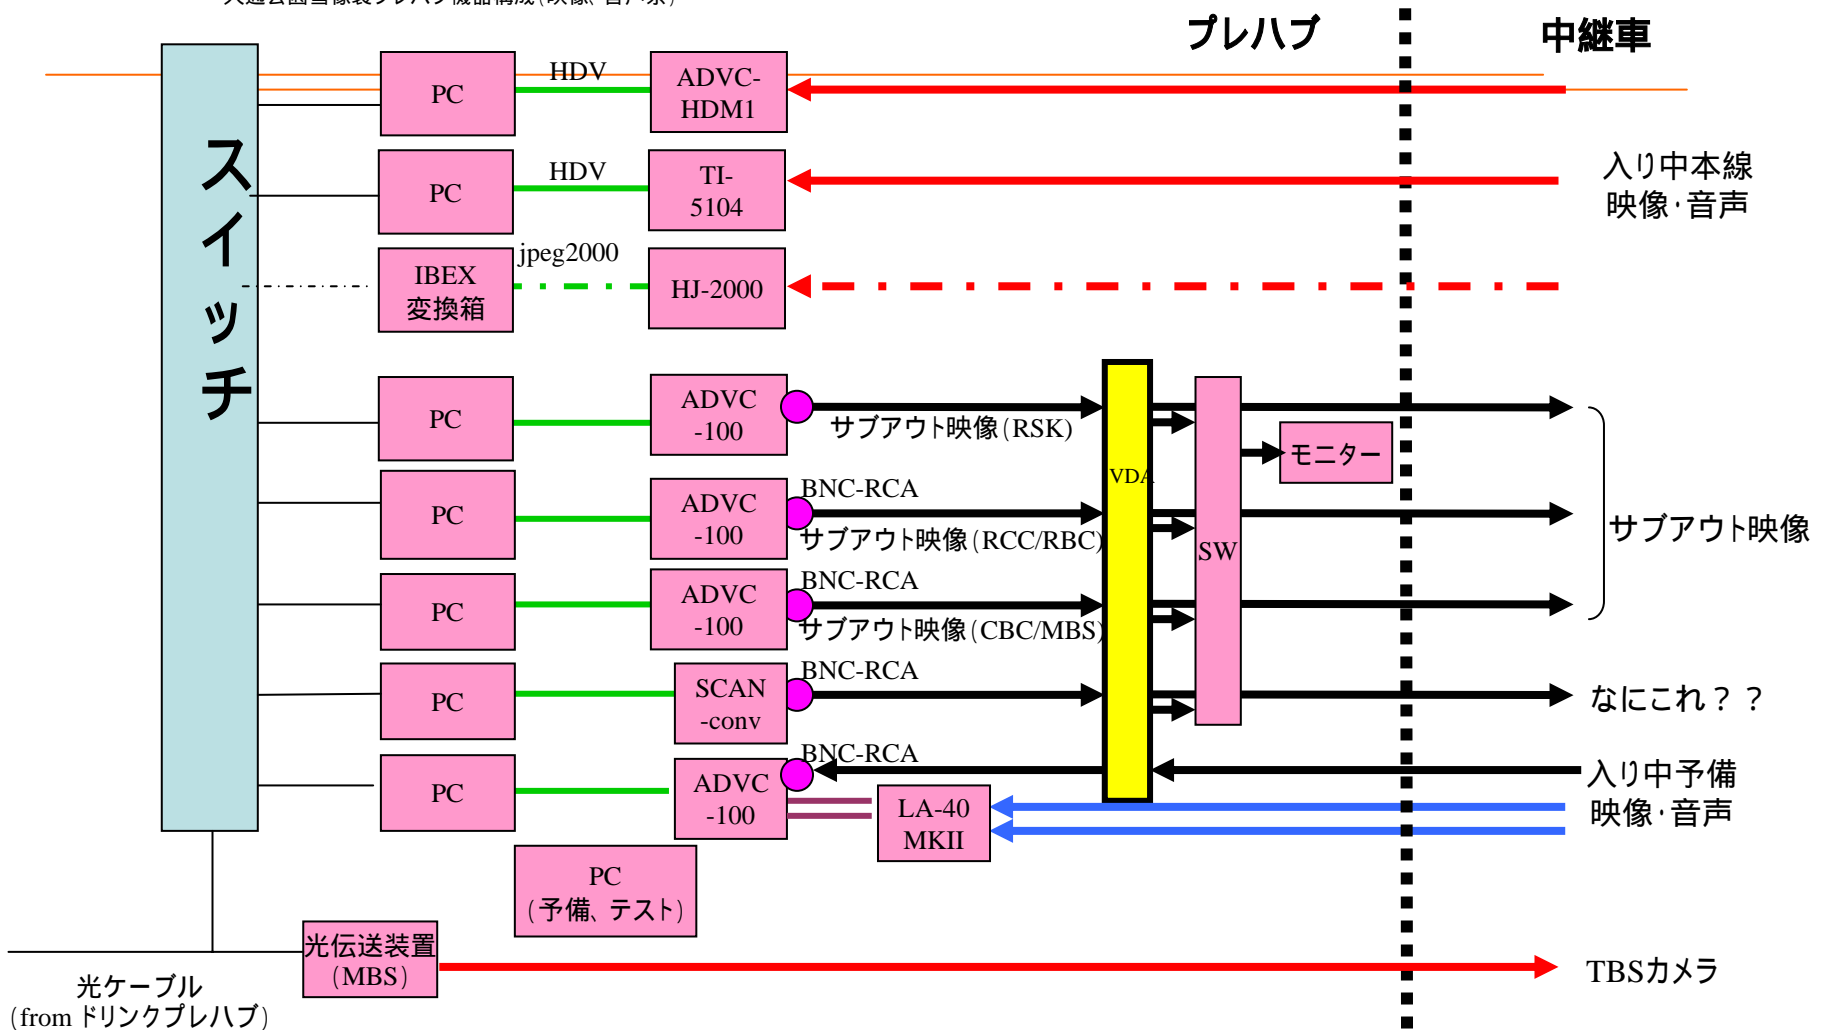 プレハブ
中継車
スイッチ
PC
HDV
ADVC-
HDM1
PC
HDV
TI-
5104
入り中本線
映像・音声
IBEX
変換箱
jpeg2000
HJ-2000
PC
ADVC
-100
サブアウト映像(RSK)
VDA
SW
モニター
PC
ADVC
-100
BNC-RCA
サブアウト映像(RCC/RBC)
サブアウト映像
PC
ADVC
-100
BNC-RCA
サブアウト映像(CBC/MBS)
PC
SCAN
-conv
BNC-RCA
なにこれ？？
PC
ADVC
-100
BNC-RCA
LA-40
MKII
入り中予備
映像・音声
PC
(予備、テスト)
光伝送装置
(MBS)
TBSカメラ
光ケーブル
(from ドリンクプレハブ)